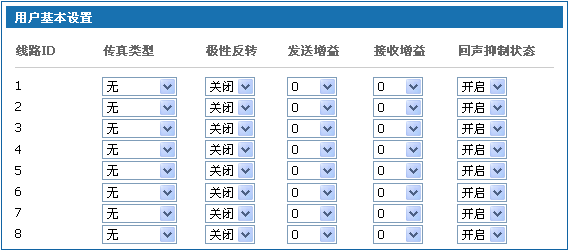 用户基本设置
线路ID 传真类型 极性反转 发送增益 接收增益 回声抑制状态
1 无 关闭 0 0 开启
2 无 关闭 0 0 开启
3 无 关闭 0 0 开启
4 无 关闭 0 0 开启
5 无 关闭 0 0 开启
6 无 关闭 0 0 开启
7 无 关闭 0 0 开启
8 无 关闭 0 0 开启